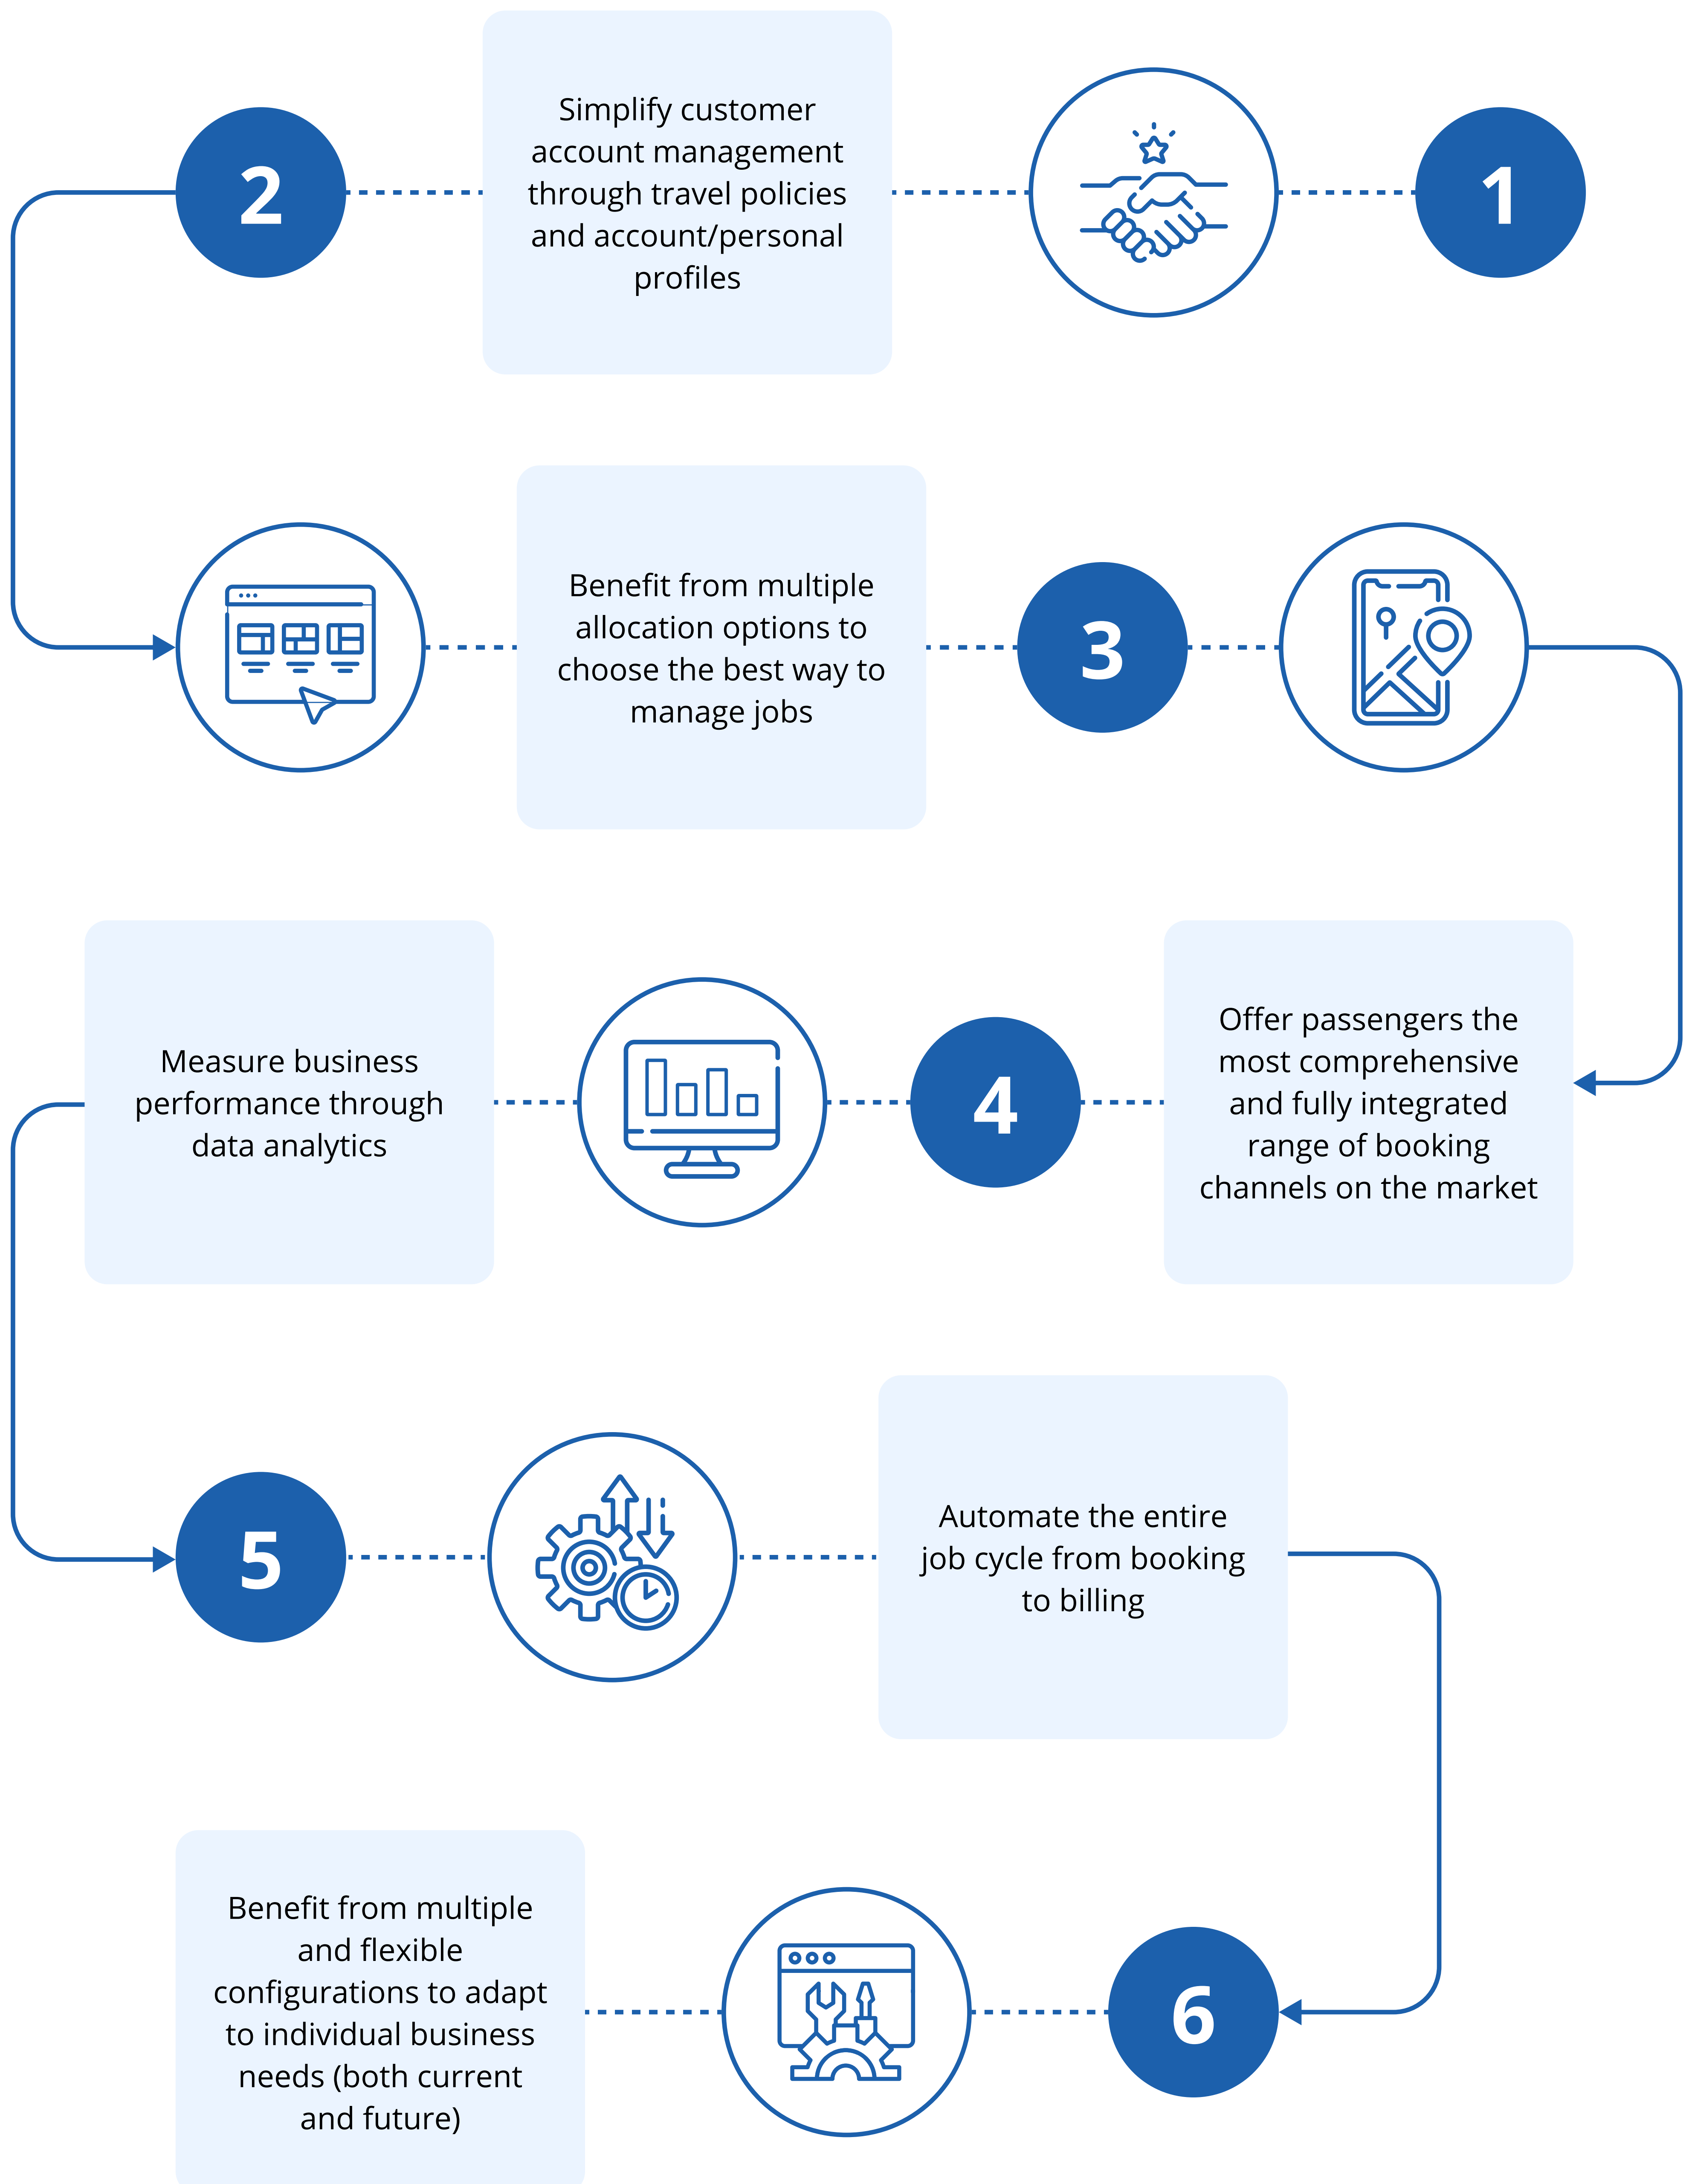 1
Simplify customer
account management
through travel policies
and account/personal
profiles
2
Benefit from multiple
allocation options to
choose the best way to
manage jobs
3
Offer passengers the
most comprehensive
and fully integrated
range of booking
channels on the market
4
Measure business
performance through
data analytics
5
Automate the entire
job cycle from booking
to billing
6
Benefit from multiple
and flexible
configurations to adapt
to individual business
needs (both current
and future)